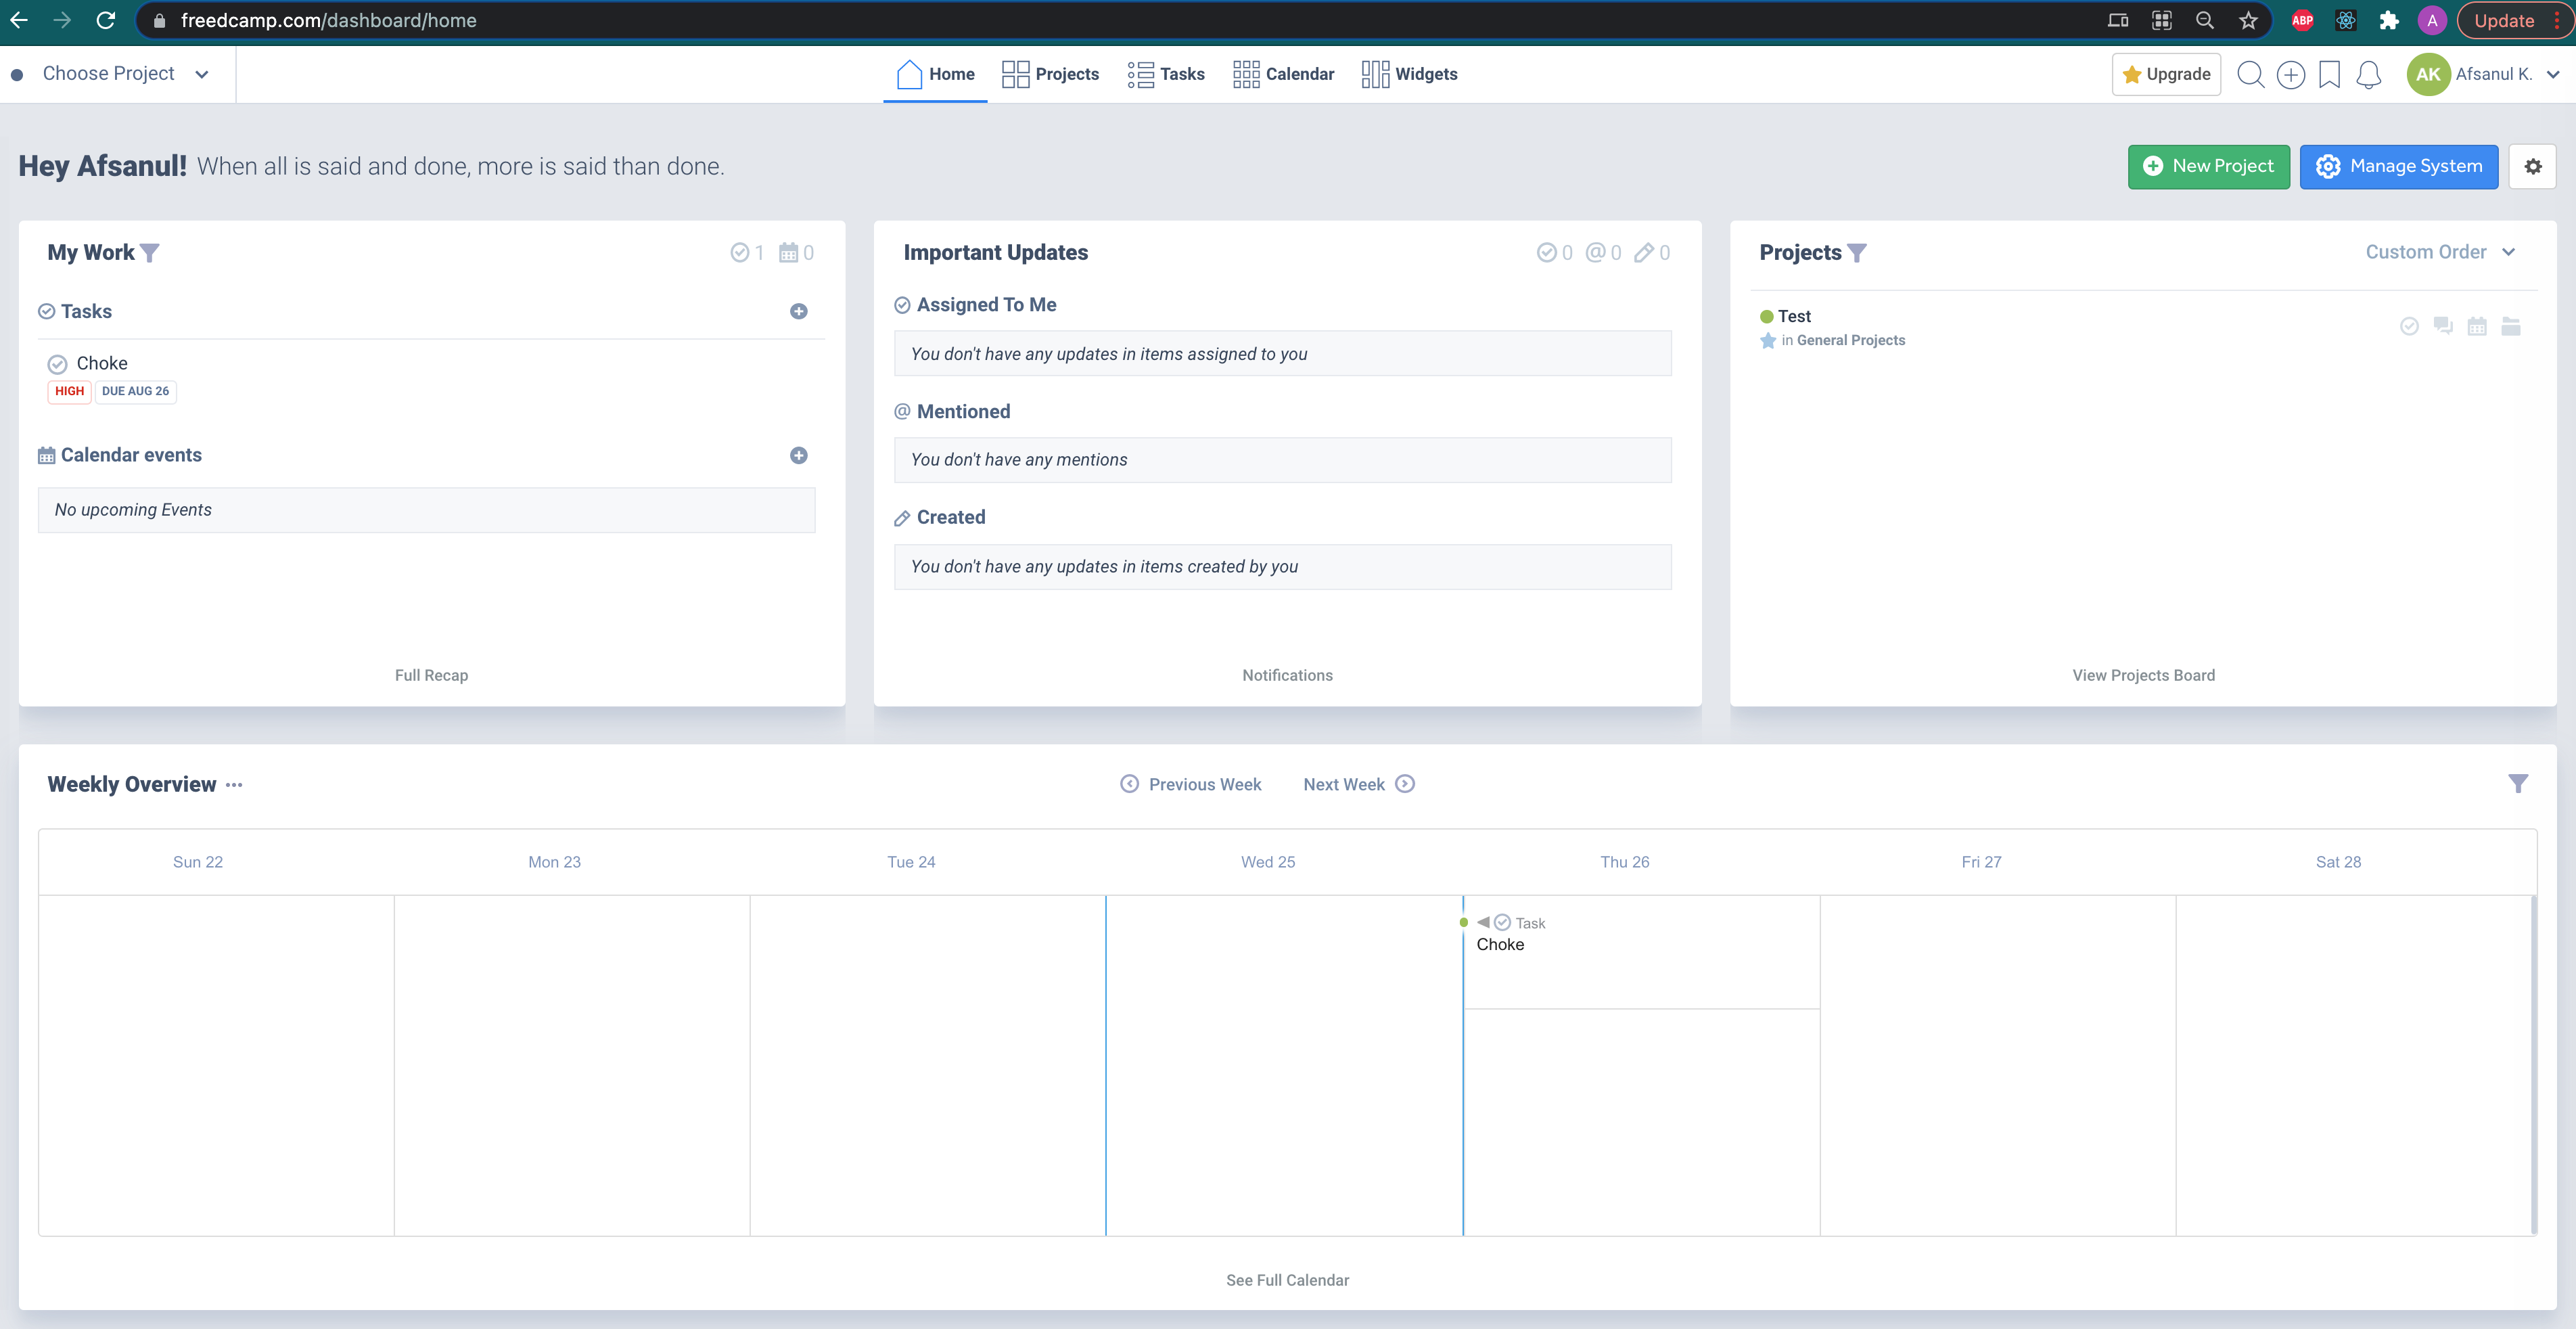 freedcamp.com/dashboard/home
ABP
A
Update
Choose Project
Home
Projects
Tasks
Calendar
Widgets
Upgrade
AK
Afsanul K.
Hey Afsanul! When all is said and done, more is said than done.
New Project
Manage System
My Work
1
0
Tasks
Choke
HIGH
DUE AUG 26
Calendar events
No upcoming Events
Full Recap
Important Updates
0
@ 0
0
Assigned To Me
You don't have any updates in items assigned to you
@ Mentioned
You don't have any mentions
Created
You don't have any updates in items created by you
Notifications
Projects
Custom Order
Test
in General Projects
View Projects Board
Weekly Overview ...
Previous Week
Next Week
Sun 22
Mon 23
Tue 24
Wed 25
Thu 26
Fri 27
Sat 28
Task
Choke
See Full Calendar